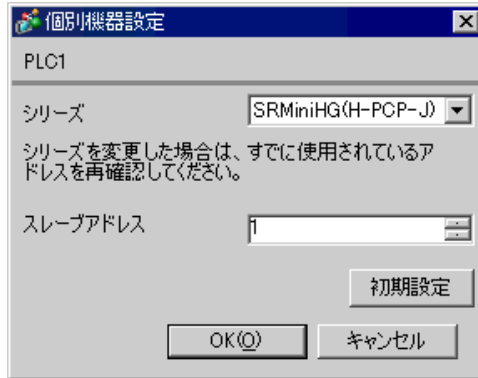 個別機器設定
PLC1
シリーズ
SRMiniHG(H-PCP-J)
シリーズを変更した場合は、すでに使用されているア
ドレスを再確認してください。
スレーブアドレス
1
初期設定
OK(O)
キャンセル